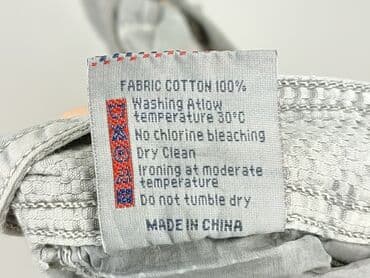 FABRIC COTTON 100%
Washing Atlow
temperature 30°C
No chlorine bleaching
Dry Clean
Ironing at moderate
temperature
Do not tumble dry
MADE IN CHINA